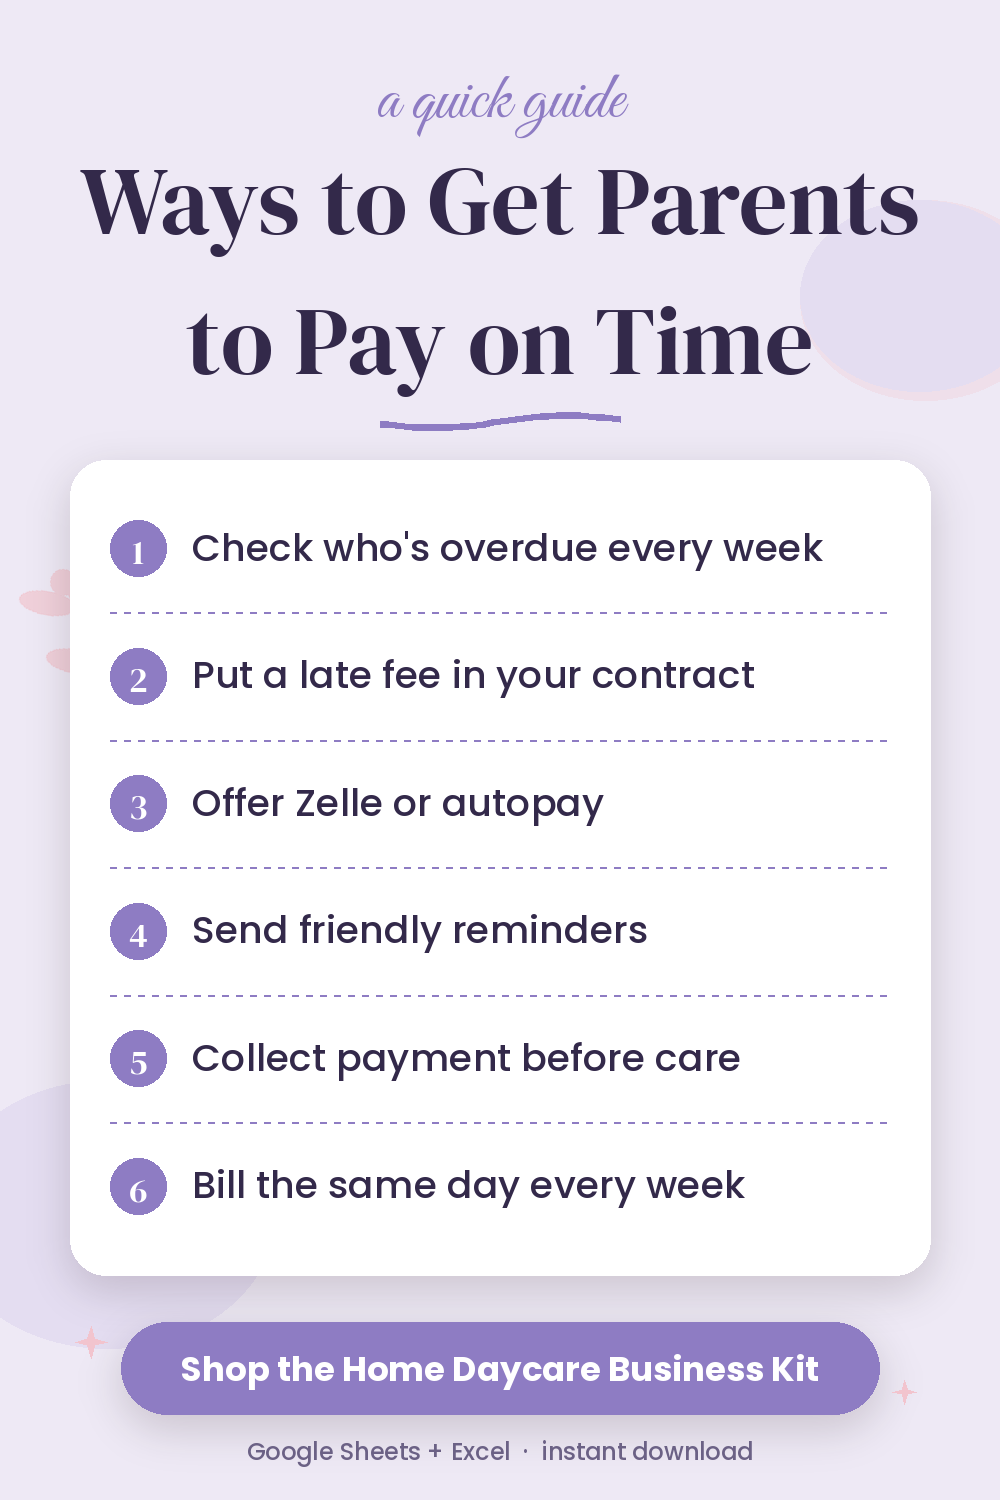 a quick guide
Ways to Get Parents
to Pay on Time
1 Check who's overdue every week
2 Put a late fee in your contract
3 Offer Zelle or autopay
4 Send friendly reminders
5 Collect payment before care
6 Bill the same day every week
Shop the Home Daycare Business Kit
Google Sheets + Excel · instant download